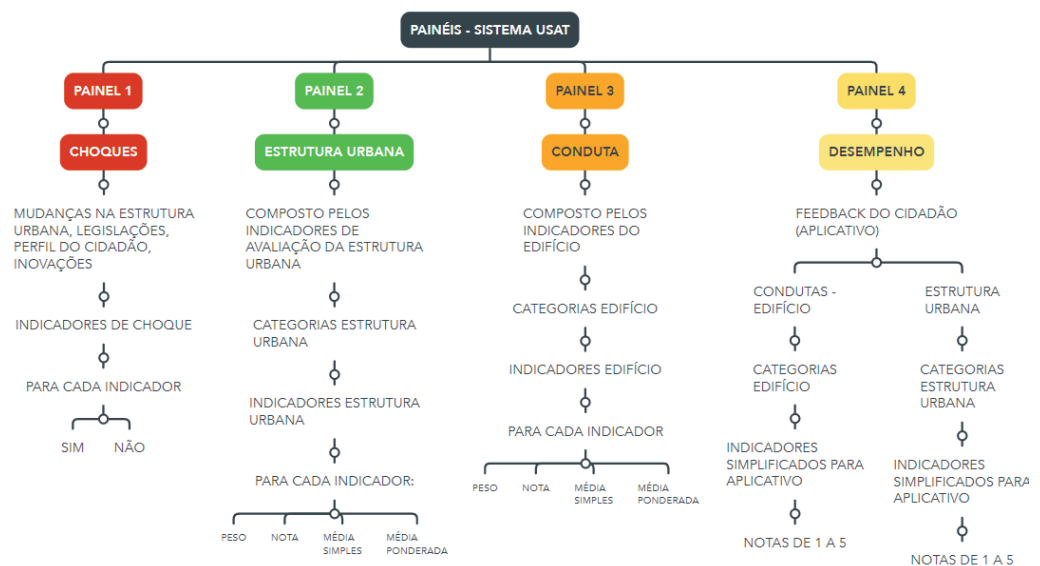 PAINÉIS - SISTEMA USAT
PAINEL 1
CHOQUES
MUDANÇAS NA ESTRUTURA
URBANA, LEGISLAÇÕES,
PERFIL DO CIDADÃO,
INOVAÇÕES
INDICADORES DE CHOQUE
PARA CADA INDICADOR
SIM
NÃO
PAINEL 2
ESTRUTURA URBANA
COMPOSTO PELOS
INDICADORES DE
AVALIAÇÃO DA ESTRUTURA
URBANA
CATEGORIAS ESTRUTURA
URBANA
INDICADORES ESTRUTURA
URBANA
PARA CADA INDICADOR:
PESO
NOTA
MÉDIA
SIMPLES
MÉDIA
PONDERADA
PAINEL 3
CONDUTA
COMPOSTO PELOS
INDICADORES DO
EDIFÍCIO
CATEGORIAS EDIFÍCIO
INDICADORES EDIFÍCIO
PARA CADA INDICADOR
PESO
NOTA
MÉDIA
SIMPLES
MÉDIA
PONDERADA
PAINEL 4
DESEMPENHO
FEEDBACK DO CIDADÃO
(APLICATIVO)
CONDUTAS -
EDIFÍCIO
CATEGORIAS
EDIFÍCIO
INDICADORES
SIMPLIFICADOS PARA
APLICATIVO
NOTAS DE 1 A 5
ESTRUTURA
URBANA
CATEGORIAS
ESTRUTURA
URBANA
INDICADORES
SIMPLIFICADOS PARA
APLICATIVO
NOTAS DE 1 A 5